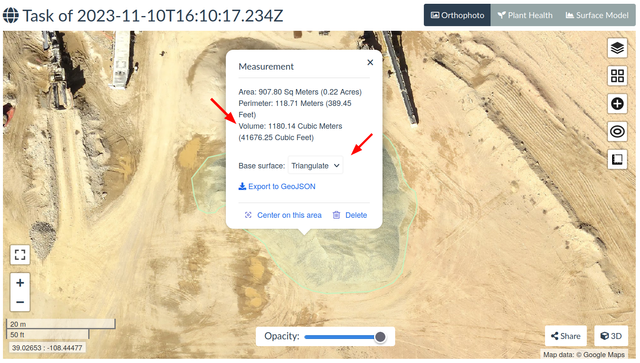 Task of 2023-11-10T16:10:17.234Z
Orthophoto
Plant Health
Surface Model
Measurement
Area: 907.80 Sq Meters (0.22 Acres)
Perimeter: 118.71 Meters (389.45
Feet)
Volume: 1180.14 Cubic Meters
(41676.25 Cubic Feet)
Base surface: Triangulate
Export to GeoJSON
Center on this area
Delete
20 m
50 ft
39.02653 : -108.44477
Opacity:
Share
3D
Map data: © Google Maps